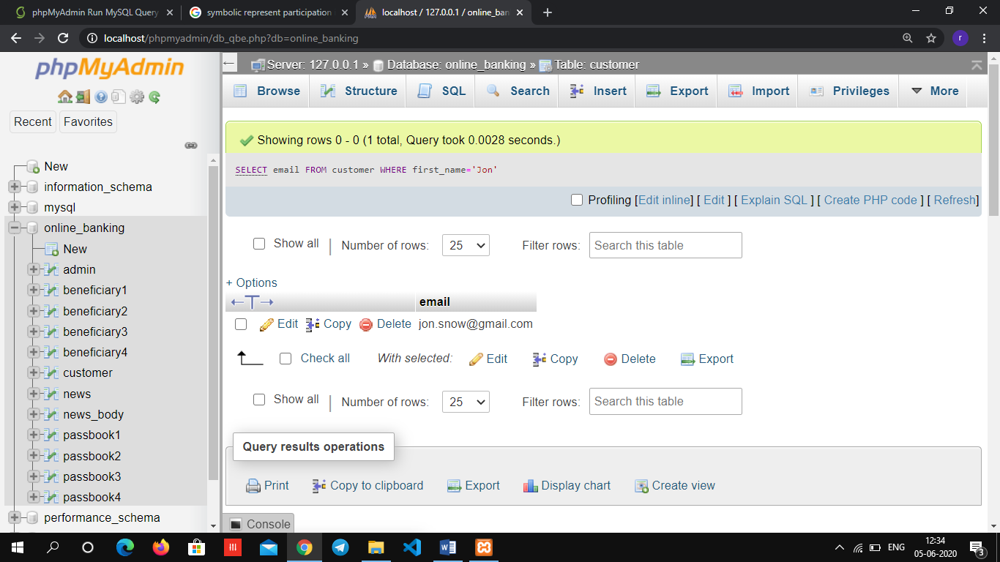 phpMyAdmin Run MySQL Query
symbolic represent participation
localhost / 127.0.0.1 / online_ban
localhost/phpmyadmin/db_qbe.php?db=online_banking
r
phpMyAdmin
Recent Favorites
New
information_schema
mysql
online_banking
New
admin
beneficiary1
beneficiary2
beneficiary3
beneficiary4
customer
news
news_body
passbook1
passbook2
passbook3
passbook4
performance_schema
Server: 127.0.0.1 » Database: online_banking » Table: customer
Browse Structure SQL Search Insert Export Import Privileges More
Showing rows 0 - 0 (1 total, Query took 0.0028 seconds.)
SELECT email FROM customer WHERE first_name='Jon'
Profiling [Edit inline] [ Edit ] [ Explain SQL ] [ Create PHP code ] [ Refresh]
Show all | Number of rows: 25 Filter rows: Search this table
+ Options
←T→ email
Edit Copy Delete jon.snow@gmail.com
Check all With selected: Edit Copy Delete Export
Show all | Number of rows: 25 Filter rows: Search this table
Query results operations
Print Copy to clipboard Export Display chart Create view
Console
ENG
12:34
05-06-2020
3